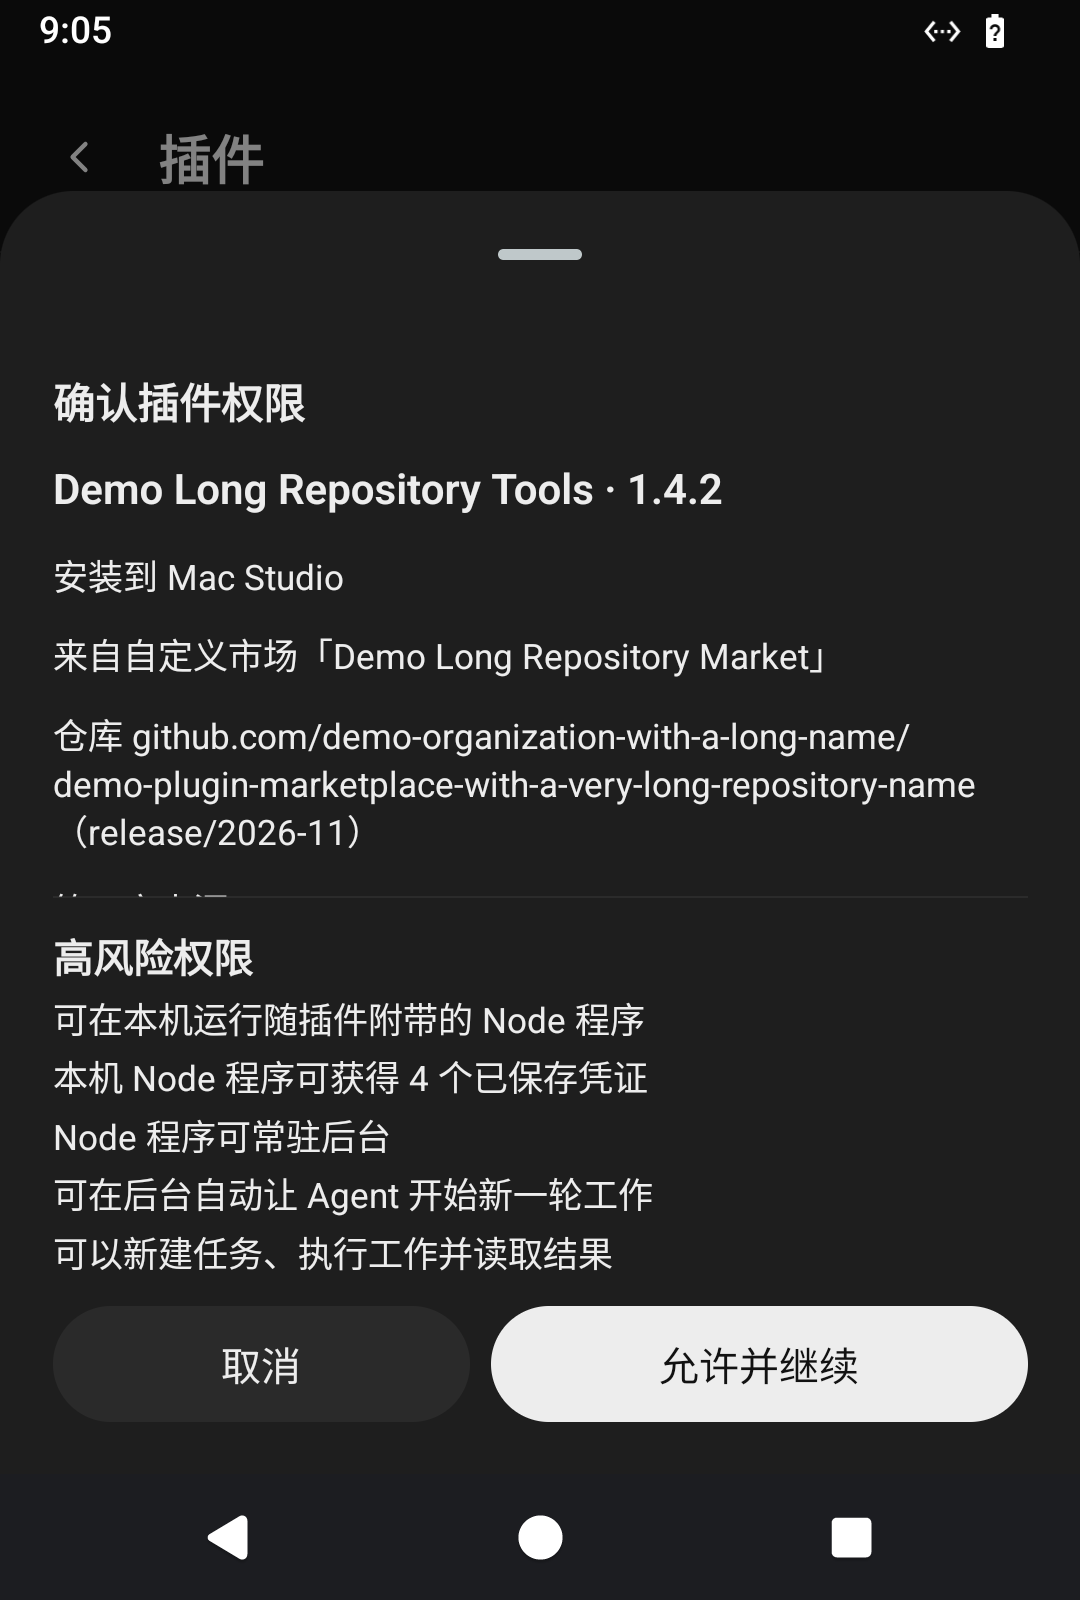 9:05
插件
确认插件权限
Demo Long Repository Tools · 1.4.2
安装到 Mac Studio
来自自定义市场「Demo Long Repository Market」
仓库 github.com/demo-organization-with-a-long-name/
demo-plugin-marketplace-with-a-very-long-repository-name
（release/2026-11）
高风险权限
可在本机运行随插件附带的 Node 程序
本机 Node 程序可获得 4 个已保存凭证
Node 程序可常驻后台
可在后台自动让 Agent 开始新一轮工作
可以新建任务、执行工作并读取结果
取消
允许并继续